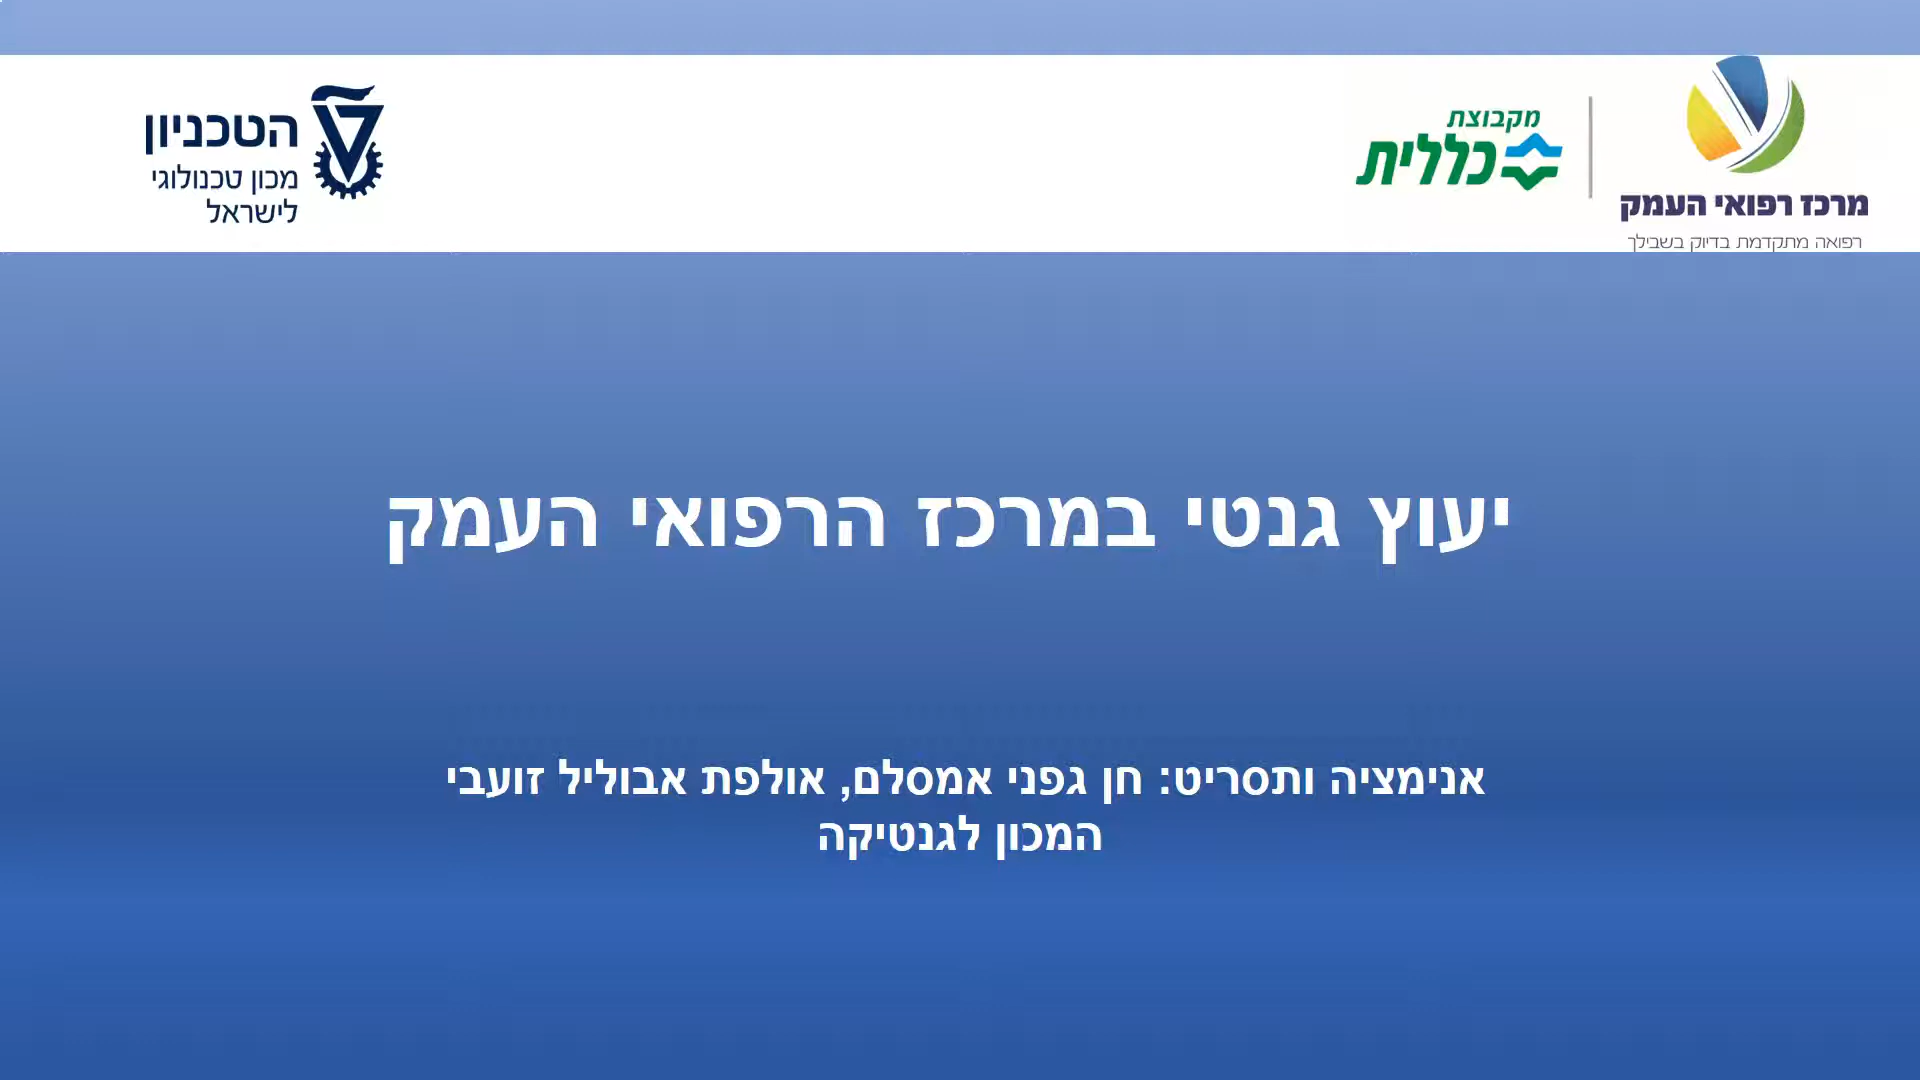 מקבוצת
כללית
מרכז רפואי העמק
רפואה מתקדמת בדיוק בשבילך
הטכניון
מכון טכנולוגי
לישראל
יעוץ גנטי במרכז הרפואי העמק
אנימציה ותסריט: חן גפני אמסלם, אולפת אבוליל זועבי
המכון לגנטיקה